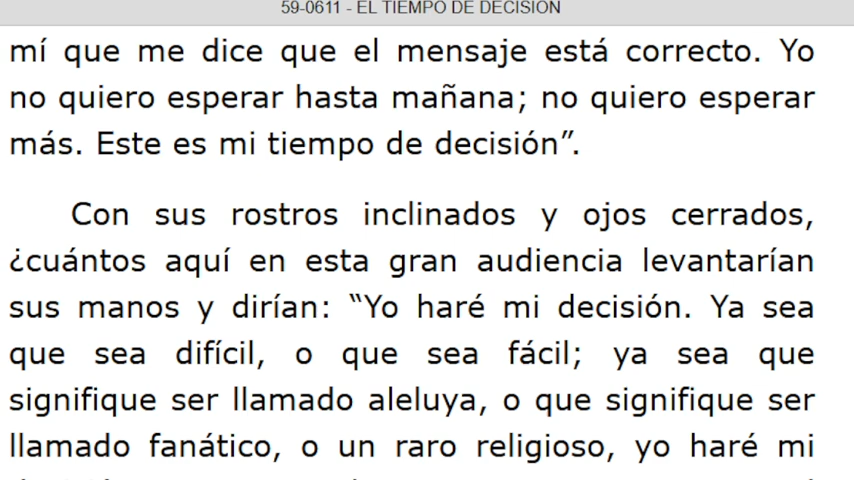 59-0611 - EL TIEMPO DE DECISION
mí que me dice que el mensaje está correcto. Yo
no quiero esperar hasta mañana; no quiero esperar
más. Este es mi tiempo de decisión”.
Con sus rostros inclinados y ojos cerrados,
¿cuántos aquí en esta gran audiencia levantarían
sus manos y dirían: “Yo haré mi decisión. Ya sea
que sea difícil, o que sea fácil; ya sea que
signifique ser llamado aleluya, o que signifique ser
llamado fanático, o un raro religioso, yo haré mi